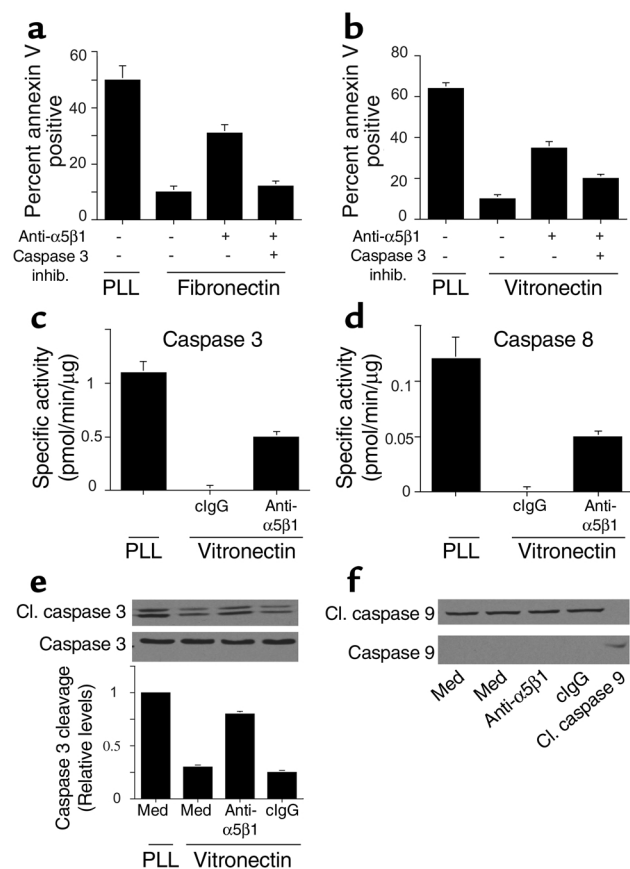 a
Percent annexin V
positive
60
40
20
0
Anti-α5β1 - - + +
Caspase 3 - - - +
inhib.
PLL Fibronectin
b
Percent annexin V
positive
80
60
40
20
0
Anti-α5β1 - - + +
Caspase 3 - - - +
inhib.
PLL Vitronectin
c
Caspase 3
Specific activity
(pmol/min/µg)
1
0.5
0
cIgG Anti-
α5β1
PLL Vitronectin
d
Caspase 8
Specific activity
(pmol/min/µg)
0.1
0.05
0
cIgG Anti-
α5β1
PLL Vitronectin
e
Cl. caspase 3
Caspase 3
Caspase 3 cleavage
(Relative levels)
1
0.5
0
Med Med Anti- cIgG
α5β1
PLL Vitronectin
f
Cl. caspase 9
Caspase 9
Med
Med
Anti-α5β1
cIgG
Cl. caspase 9